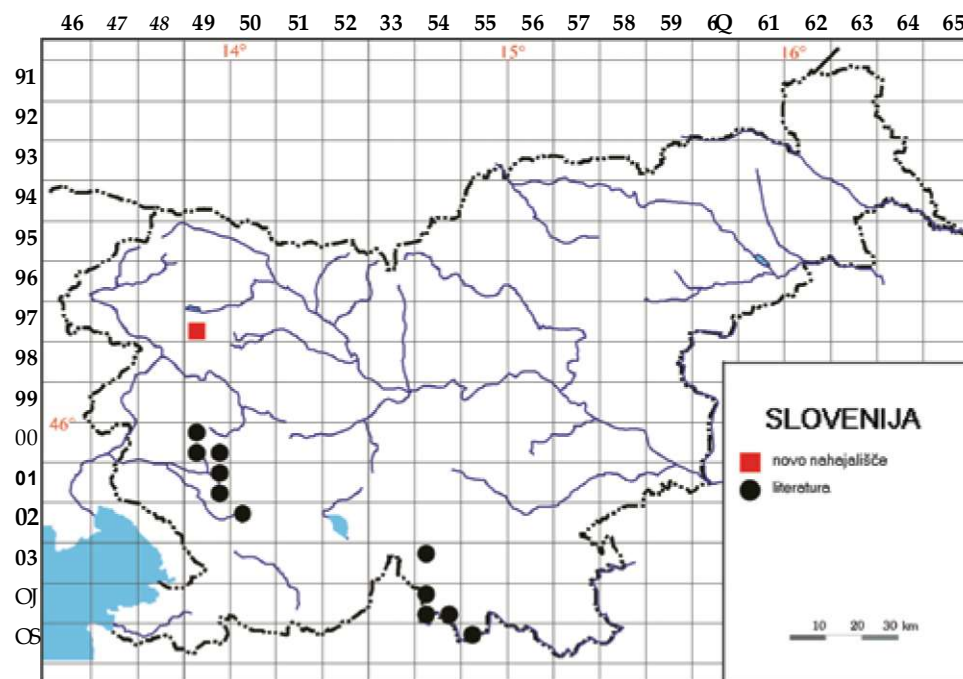 46 47 48 49 50 51 52 33 54 55 56 57 58 59 6Q 61 62 63 64 65
14° 15° 16°
91
92
93
94
95
96
97
98
99
46°
00
01
02
03
OJ
OS
SLOVENIJA
novo nahajališče
literatura
10 20 30 km